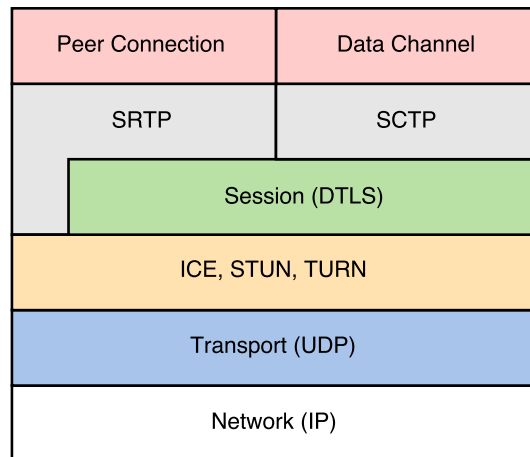 Peer Connection
Data Channel
SRTP
SCTP
Session (DTLS)
ICE, STUN, TURN
Transport (UDP)
Network (IP)